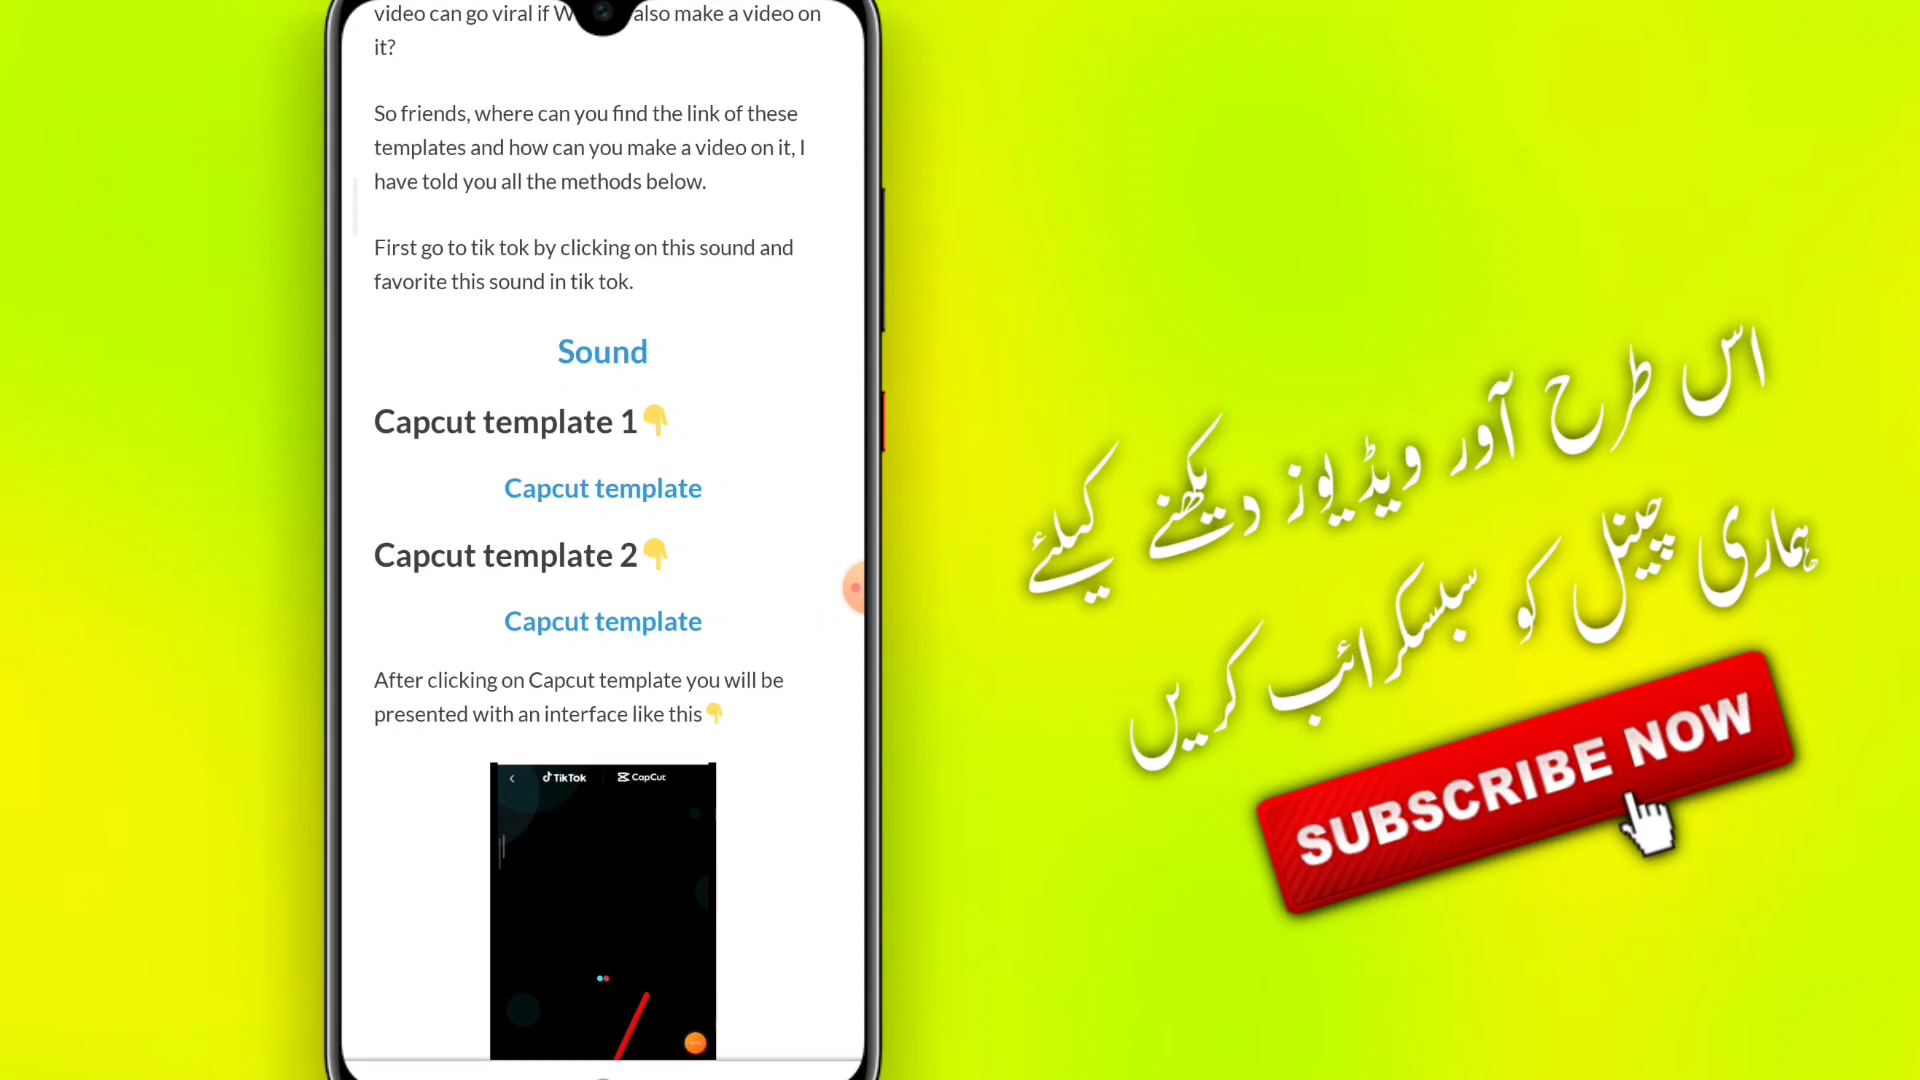 video can go viral if W also make a video on
it?
So friends, where can you find the link of these
templates and how can you make a video on it, I
have told you all the methods below.
First go to tik tok by clicking on this sound and
favorite this sound in tik tok.
Sound
Capcut template 1👇
Capcut template
Capcut template 2👇
Capcut template
After clicking on Capcut template you will be
presented with an interface like this👇
TikTok
CapCut
اس طرح آور ویڈیوز دیکھنے کیلئے
ہماری چینل کو سبسکرائب کریں
SUBSCRIBE NOW